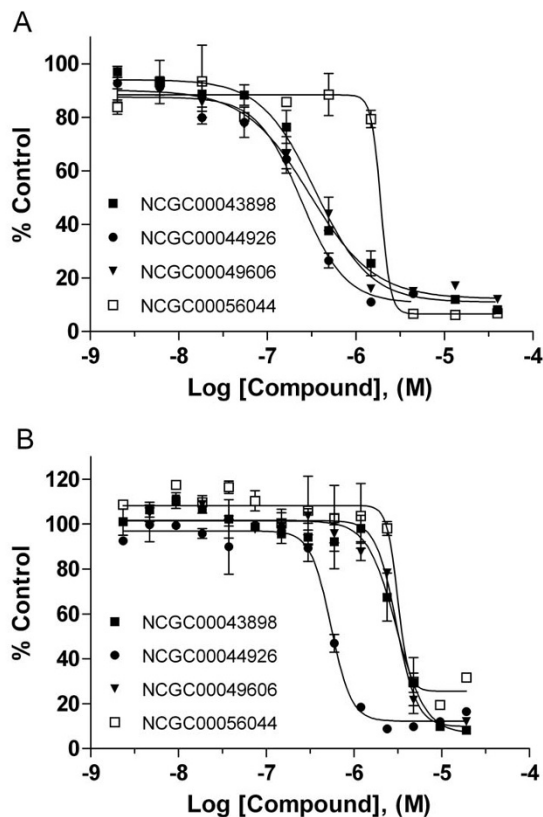 A
% Control
100
80
60
40
20
0
NCGC00043898
NCGC00044926
NCGC00049606
NCGC00056044
-9 -8 -7 -6 -5 -4
Log [Compound], (M)
B
% Control
120
100
80
60
40
20
0
NCGC00043898
NCGC00044926
NCGC00049606
NCGC00056044
-9 -8 -7 -6 -5 -4
Log [Compound], (M)